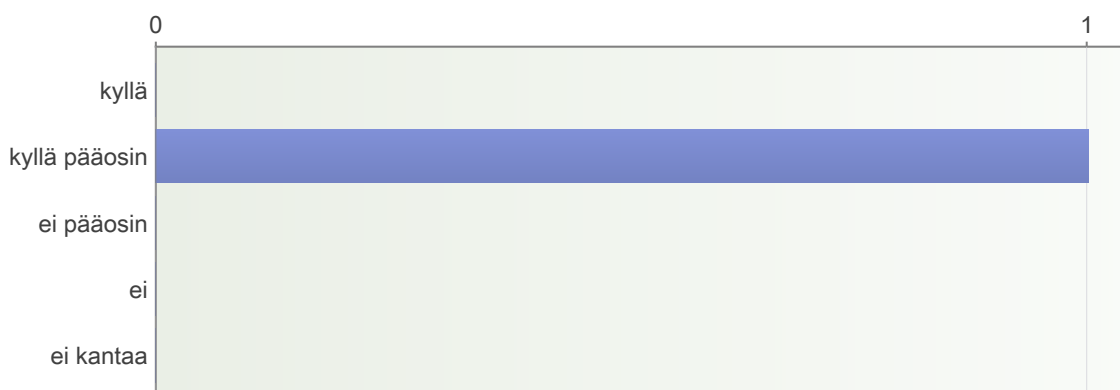 0 1
kyllä
kyllä pääosin
ei pääosin
ei
ei kantaa